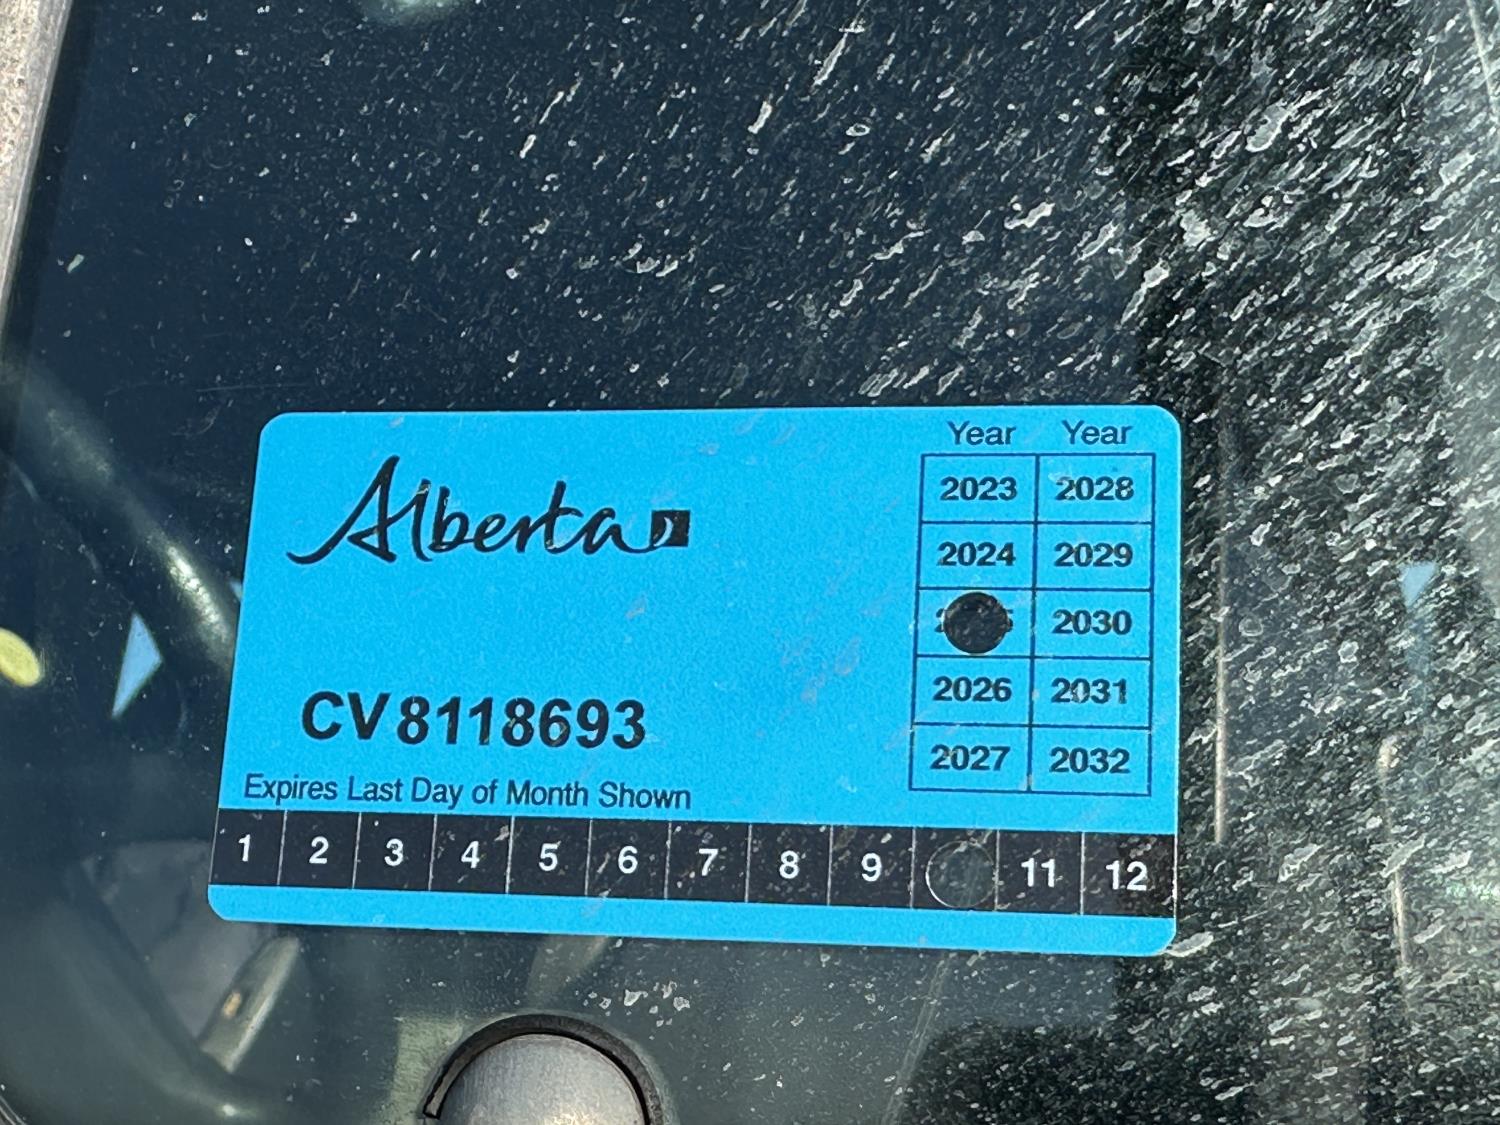 Alberta
Year Year
2023 2028
2024 2029
2030
2026 2031
2027 2032
CV8118693
Expires Last Day of Month Shown
1 2 3 4 5 6 7 8 9 11 12